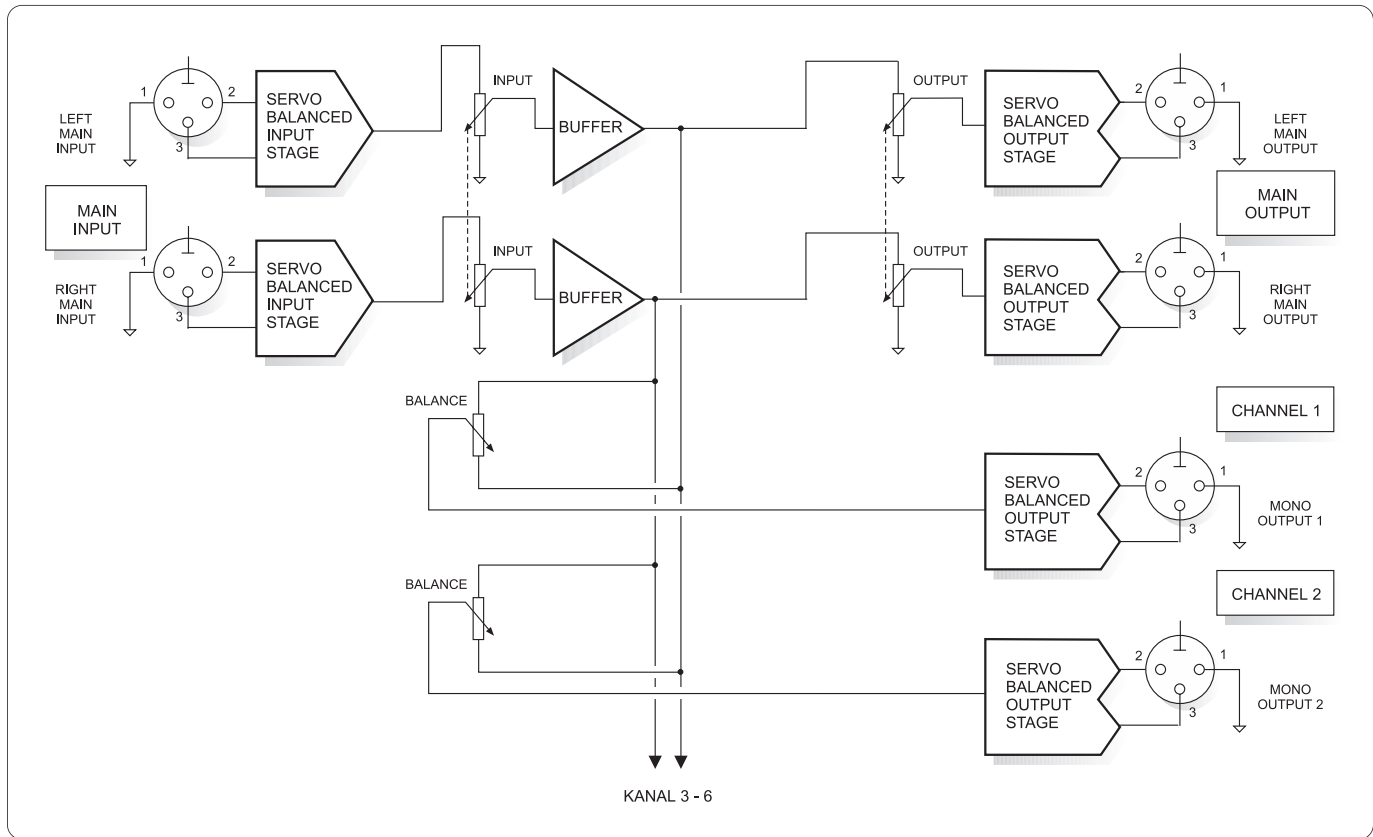 1
2
3
LEFT
MAIN
INPUT
SERVO
BALANCED
INPUT
STAGE
INPUT
BUFFER
OUTPUT
SERVO
BALANCED
OUTPUT
STAGE
2
1
3
LEFT
MAIN
OUTPUT
MAIN
INPUT
MAIN
OUTPUT
1
2
3
RIGHT
MAIN
INPUT
SERVO
BALANCED
INPUT
STAGE
INPUT
BUFFER
OUTPUT
SERVO
BALANCED
OUTPUT
STAGE
2
1
3
RIGHT
MAIN
OUTPUT
BALANCE
CHANNEL 1
SERVO
BALANCED
OUTPUT
STAGE
2
1
3
MONO
OUTPUT 1
BALANCE
CHANNEL 2
SERVO
BALANCED
OUTPUT
STAGE
2
1
3
MONO
OUTPUT 2
KANAL 3 - 6